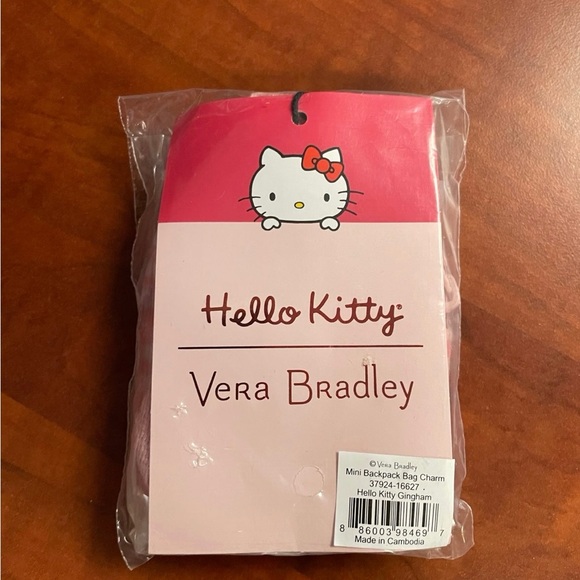 Hello Kitty®
Vera Bradley
© Vera Bradley
Mini Backpack Bag Charm
37924-16627 .
Hello Kitty Gingham
8 86003 98469 7
Made in Cambodia